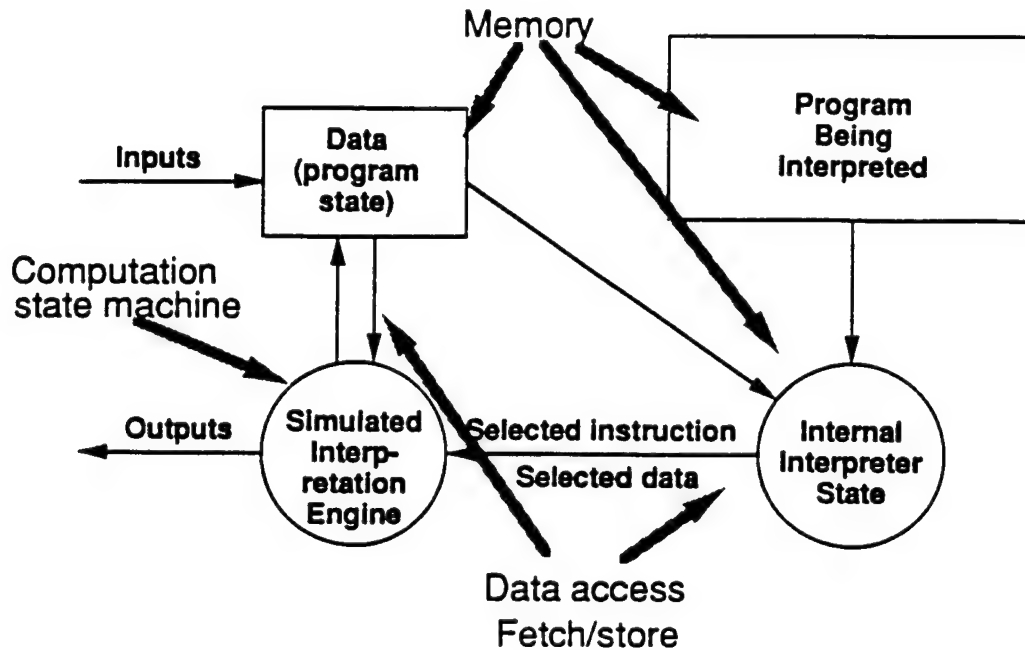 Memory
Program
Being
Interpreted
Data
(program
state)
Inputs
Computation
state machine
Outputs
Simulated
Interp-
retation
Engine
Selected instruction
Selected data
Internal
Interpreter
State
Data access
Fetch/store